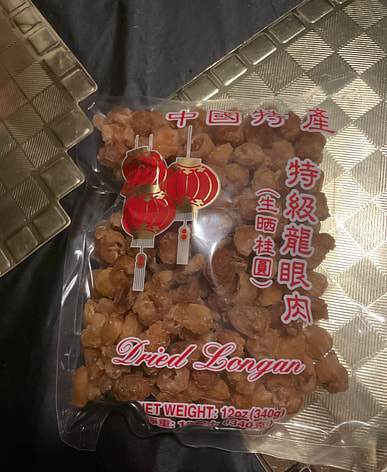 中國特產
特級龍眼肉
(生晒桂圓)
Dried Longan
NET WEIGHT: 12oz (340g)